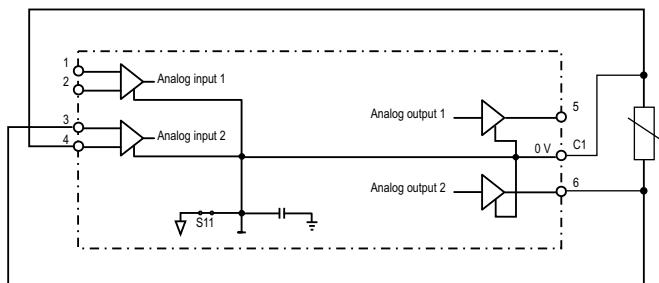 1
2
Analog input 1
3
4
Analog input 2
S11
Analog output 1
5
0 V
C1
Analog output 2
6